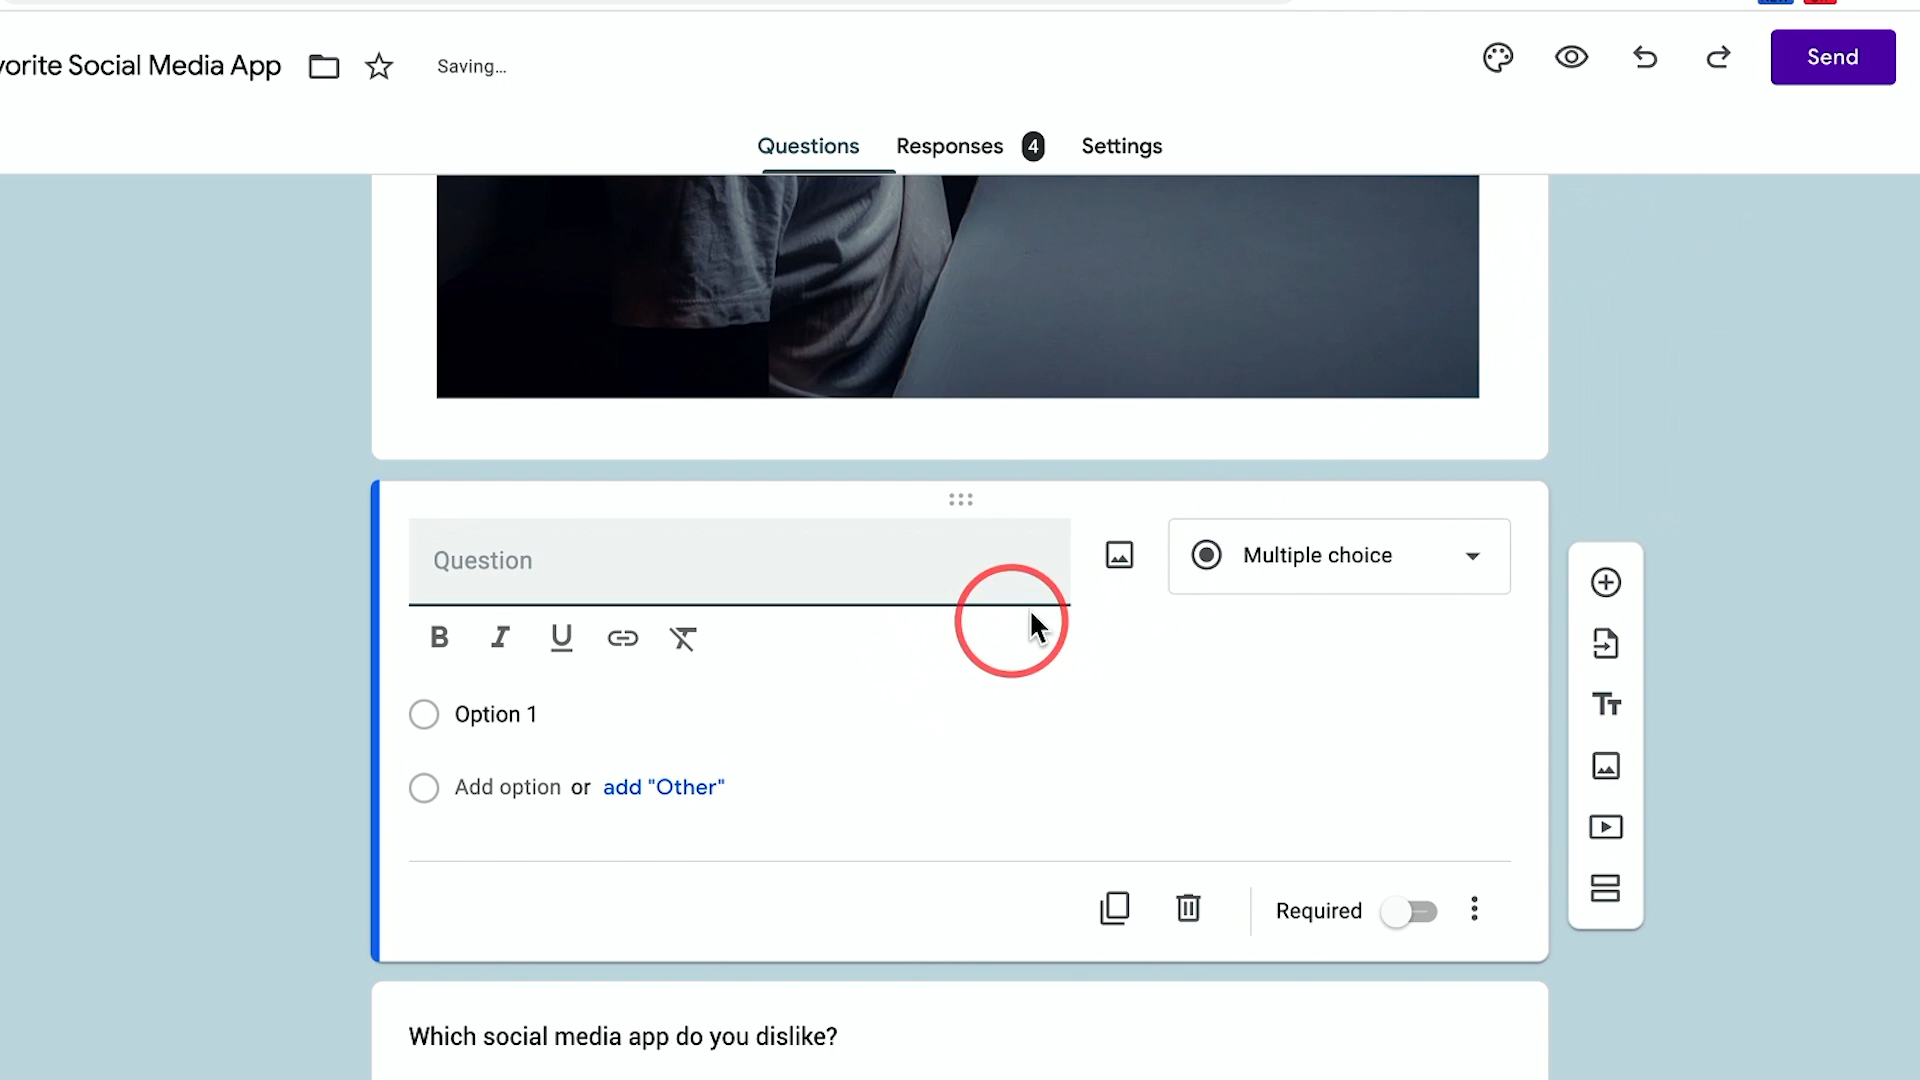 vorite Social Media App
Saving...
Send
Questions
Responses
4
Settings
Question
Multiple choice
B
I
U
Option 1
Add option or add "Other"
Required
Which social media app do you dislike?